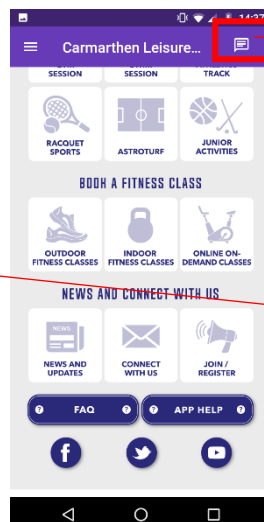 14:37
Carmarthen Leisure...
SESSION
SESSION
TRACK
RACQUET
SPORTS
ASTROTURF
JUNIOR
ACTIVITIES
BOOK A FITNESS CLASS
OUTDOOR
FITNESS CLASSES
INDOOR
FITNESS CLASSES
ONLINE ON-
DEMAND CLASSES
NEWS AND CONNECT WITH US
NEWS
NEWS AND
UPDATES
CONNECT
WITH US
JOIN /
REGISTER
? FAQ ?
? APP HELP ?